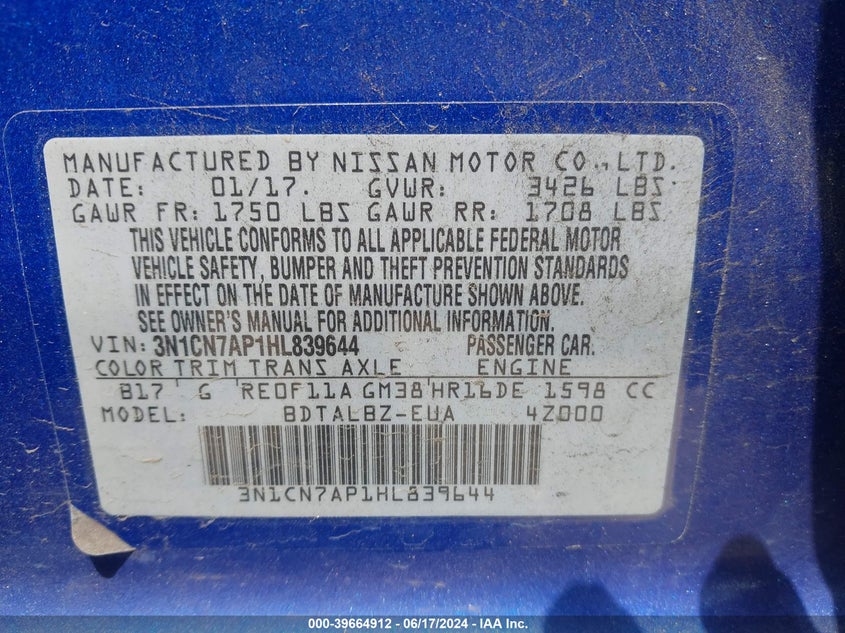 MANUFACTURED BY NISSAN MOTOR CO., LTD.
DATE: 01/17. GVWR: 3426 LBS
GAWR FR: 1750 LBS GAWR RR: 1708 LBS
THIS VEHICLE CONFORMS TO ALL APPLICABLE FEDERAL MOTOR
VEHICLE SAFETY, BUMPER AND THEFT PREVENTION STANDARDS
IN EFFECT ON THE DATE OF MANUFACTURE SHOWN ABOVE.
SEE OWNER'S MANUAL FOR ADDITIONAL INFORMATION.
VIN: 3N1CN7AP1HL839644 PASSENGER CAR.
COLOR TRIM TRANS AXLE ENGINE
B17 G RE0F11A GM38 HR16DE 1598 CC
MODEL: BDTALBZ-EUA 4Z000
3N1CN7AP1HL839644
000-39664912 - 06/17/2024 - IAA Inc.